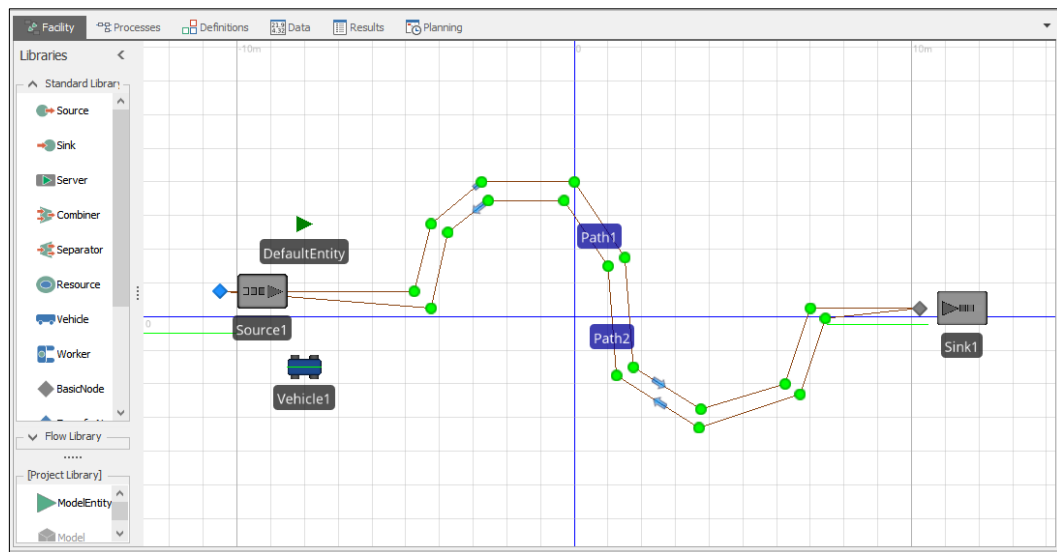 Facility
Processes
Definitions
Data
Results
Planning
Libraries
Standard Library
Source
Sink
Server
Combiner
Separator
Resource
Vehicle
Worker
BasicNode
Flow Library
[Project Library]
ModelEntity
Model
-10m
0
10m
0
DefaultEntity
Source1
Vehicle1
Path1
Path2
Sink1